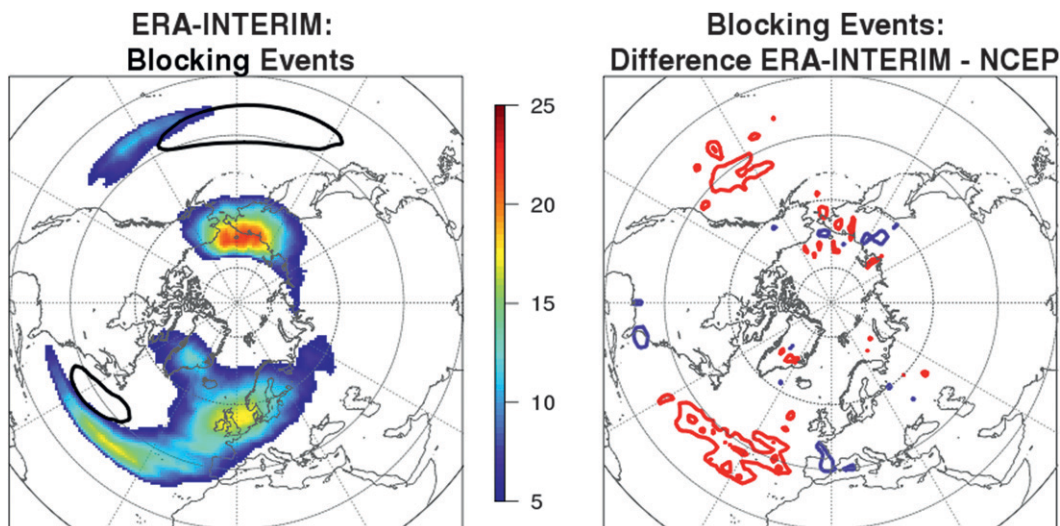 ERA-INTERIM:
Blocking Events
Blocking Events:
Difference ERA-INTERIM - NCEP
25
20
15
10
5